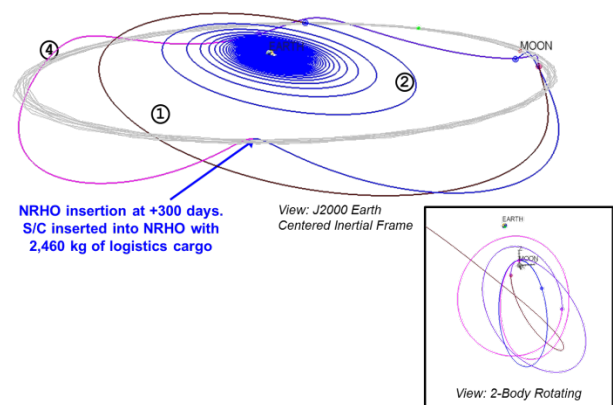 EARTH
MOON
④
②
①
NRHO insertion at +300 days.
S/C inserted into NRHO with
2,460 kg of logistics cargo
View: J2000 Earth
Centered Inertial Frame
EARTH
MOON
View: 2-Body Rotating